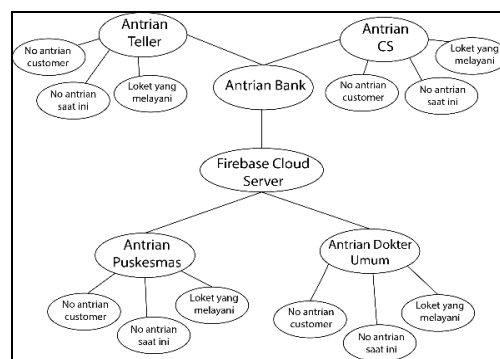 Antrian
Teller
No antrian
customer
No antrian
saat ini
Loket yang
melayani
Antrian Bank
Antrian
CS
No antrian
customer
No antrian
saat ini
Loket yang
melayani
Firebase Cloud
Server
Antrian
Puskesmas
No antrian
customer
No antrian
saat ini
Loket yang
melayani
Antrian Dokter
Umum
No antrian
customer
No antrian
saat ini
Loket yang
melayani